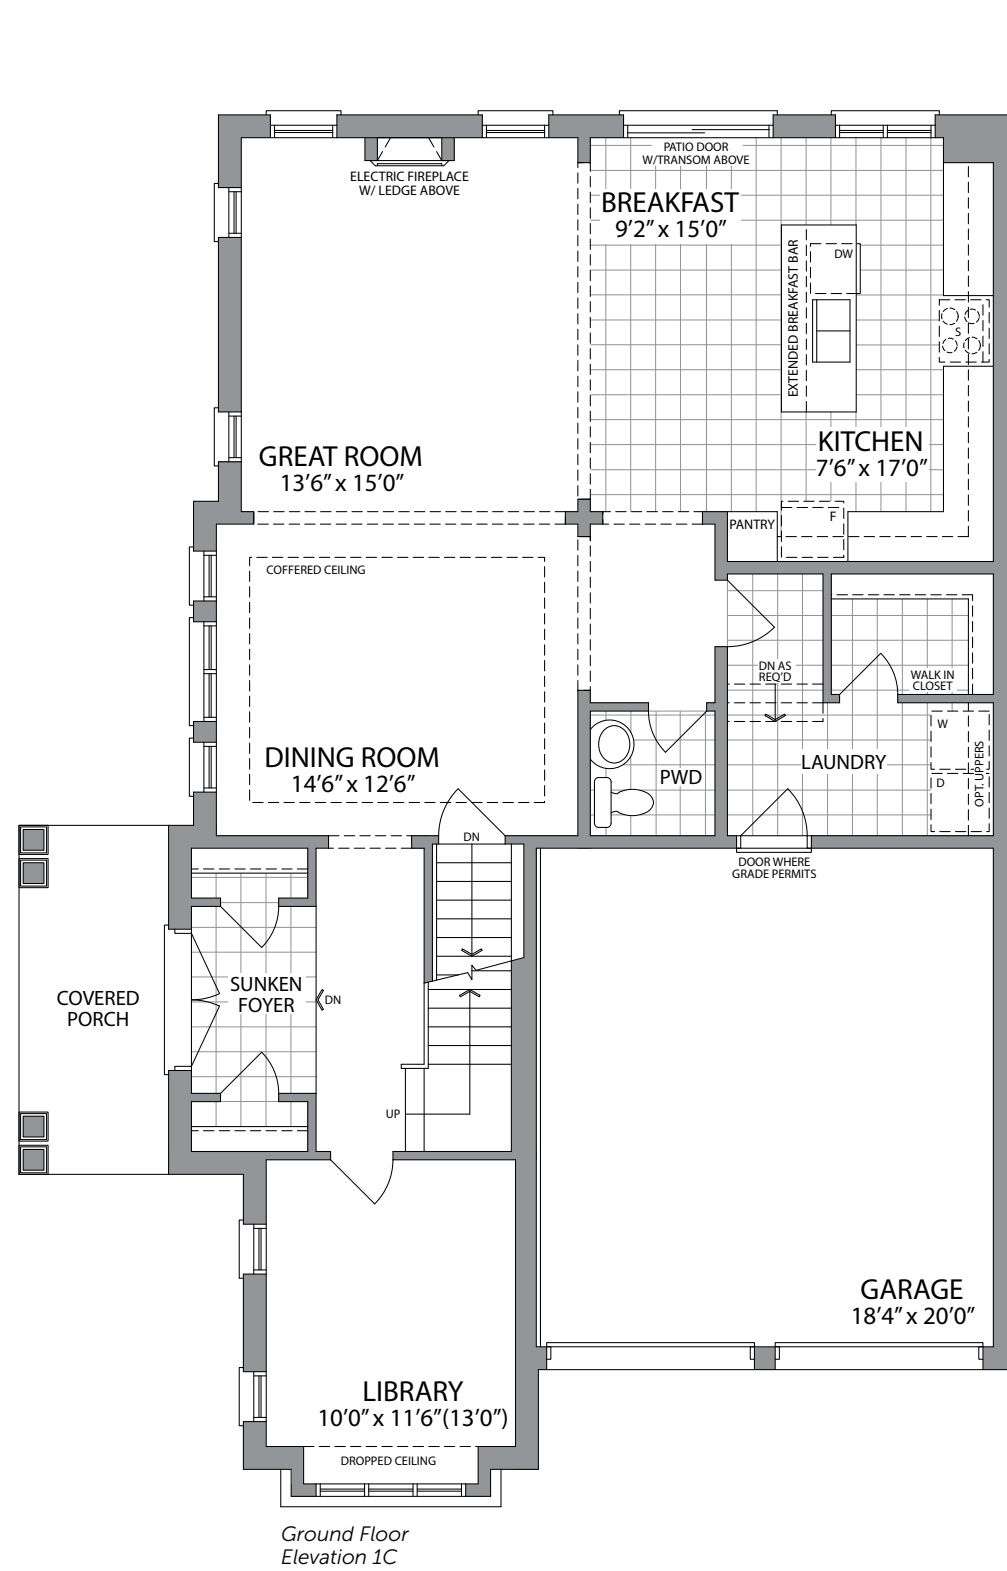 PATIO DOOR
W/TRANSOM ABOVE
ELECTRIC FIREPLACE
W/ LEDGE ABOVE
BREAKFAST
9'2" x 15'0"
EXTENDED BREAKFAST BAR
DW
S
GREAT ROOM
13'6" x 15'0"
KITCHEN
7'6" x 17'0"
PANTRY
F
COFFERED CEILING
DN AS
REQ'D
WALK IN
CLOSET
DINING ROOM
14'6" x 12'6"
PWD
LAUNDRY
W
D
OPT. UPPERS
DN
DOOR WHERE
GRADE PERMITS
COVERED
PORCH
SUNKEN
FOYER
DN
UP
GARAGE
18'4" x 20'0"
LIBRARY
10'0" x 11'6"(13'0")
DROPPED CEILING
Ground Floor
Elevation 1C